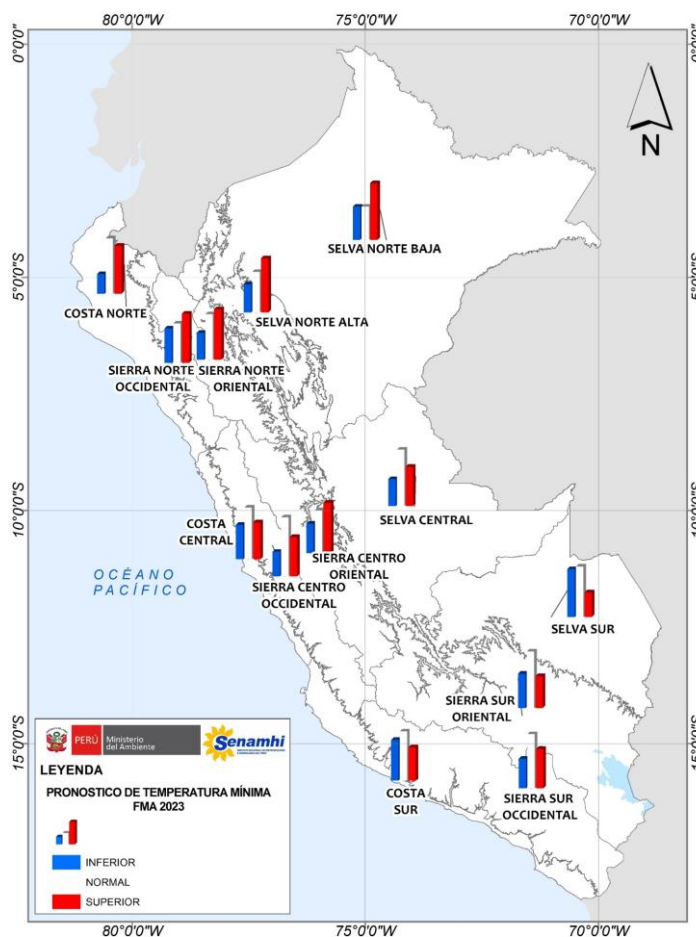 80°0'0"W 75°0'0"W 70°0'0"W
0°0'0" 0°0'0"
N
SELVA NORTE BAJA
5°0'0"S 5°0'0"S
COSTA NORTE
SELVA NORTE ALTA
SIERRA NORTE
OCCIDENTAL
SIERRA NORTE
ORIENTAL
10°0'0"S 10°0'0"S
SELVA CENTRAL
COSTA
CENTRAL
SIERRA CENTRO
ORIENTAL
SIERRA CENTRO
OCCIDENTAL
OCÉANO
PACÍFICO
SELVA SUR
SIERRA SUR
ORIENTAL
15°0'0"S 15°0'0"S
COSTA
SUR
SIERRA SUR
OCCIDENTAL
PERÚ Ministerio
del Ambiente
Senamhi
LEYENDA
PRONOSTICO DE TEMPERATURA MÍNIMA
FMA 2023
INFERIOR
NORMAL
SUPERIOR
80°0'0"W 75°0'0"W 70°0'0"W